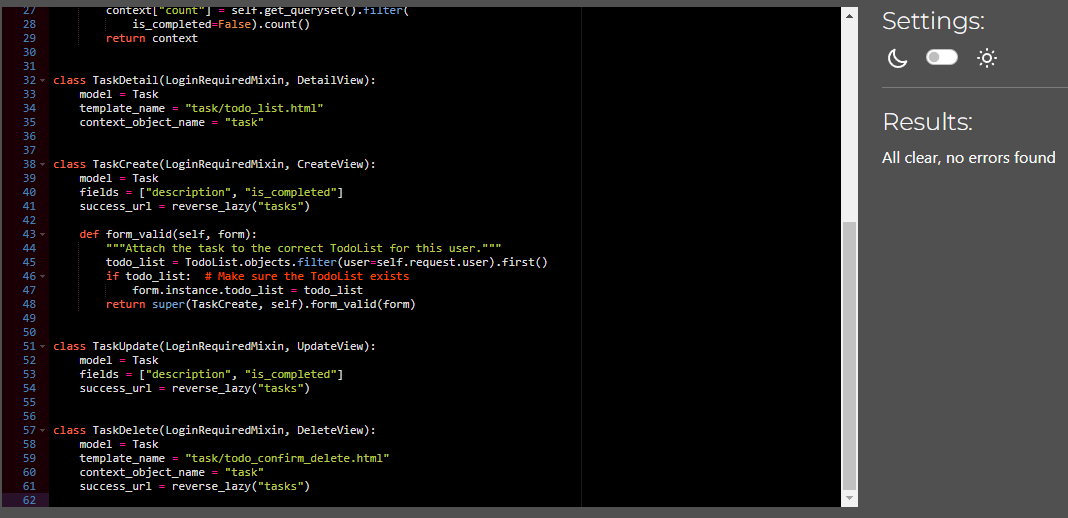 27         context["count"] = self.get_queryset().filter(
28             is_completed=False).count()
29         return context
30
31
32 class TaskDetail(LoginRequiredMixin, DetailView):
33     model = Task
34     template_name = "task/todo_list.html"
35     context_object_name = "task"
36
37
38 class TaskCreate(LoginRequiredMixin, CreateView):
39     model = Task
40     fields = ["description", "is_completed"]
41     success_url = reverse_lazy("tasks")
42
43     def form_valid(self, form):
44         """Attach the task to the correct TodoList for this user."""
45         todo_list = TodoList.objects.filter(user=self.request.user).first()
46         if todo_list:  # Make sure the TodoList exists
47             form.instance.todo_list = todo_list
48         return super(TaskCreate, self).form_valid(form)
49
50
51 class TaskUpdate(LoginRequiredMixin, UpdateView):
52     model = Task
53     fields = ["description", "is_completed"]
54     success_url = reverse_lazy("tasks")
55
56
57 class TaskDelete(LoginRequiredMixin, DeleteView):
58     model = Task
59     template_name = "task/todo_confirm_delete.html"
60     context_object_name = "task"
61     success_url = reverse_lazy("tasks")
62
Settings:
Results:
All clear, no errors found